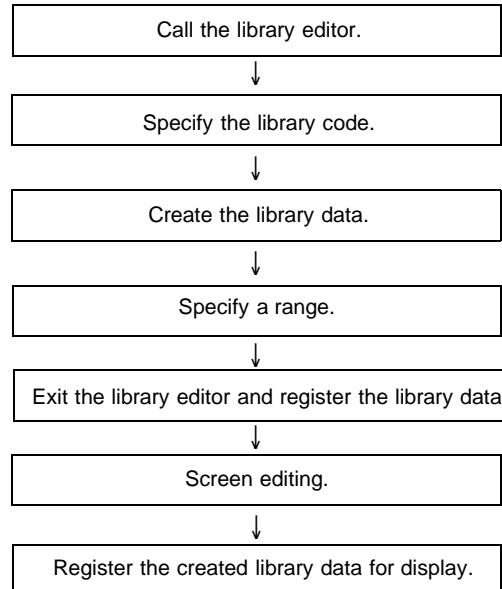 Call the library editor.
Specify the library code.
Create the library data.
Specify a range.
Exit the library editor and register the library data
Screen editing.
Register the created library data for display.